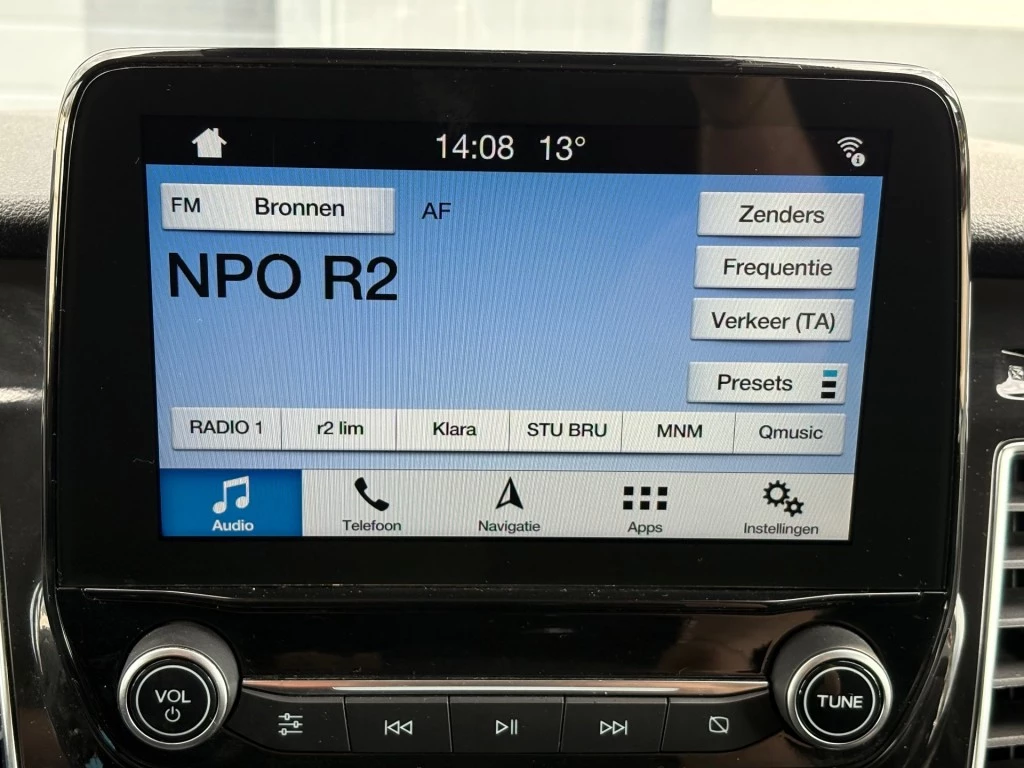 14:08 13°
FM Bronnen AF
Zenders
NPO R2
Frequentie
Verkeer (TA)
Presets
RADIO 1 r2 lim Klara STU BRU MNM Qmusic
Audio Telefoon Navigatie Apps Instellingen
VOL
TUNE